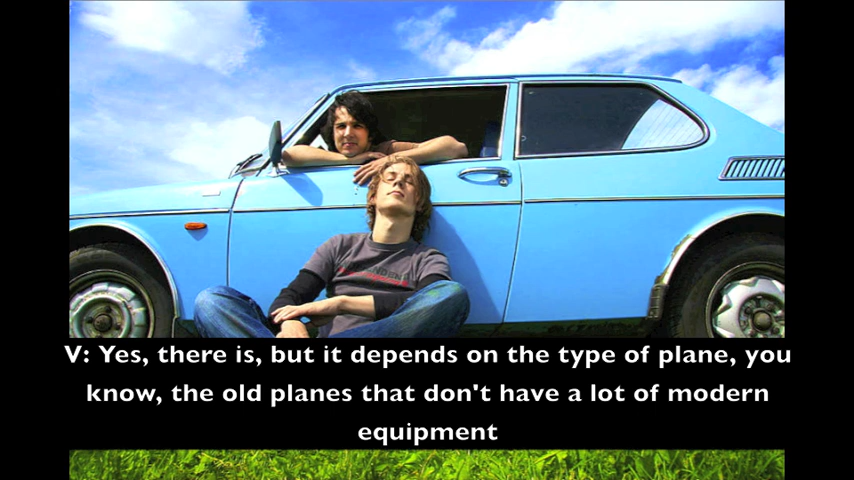 V: Yes, there is, but it depends on the type of plane, you
know, the old planes that don't have a lot of modern
equipment